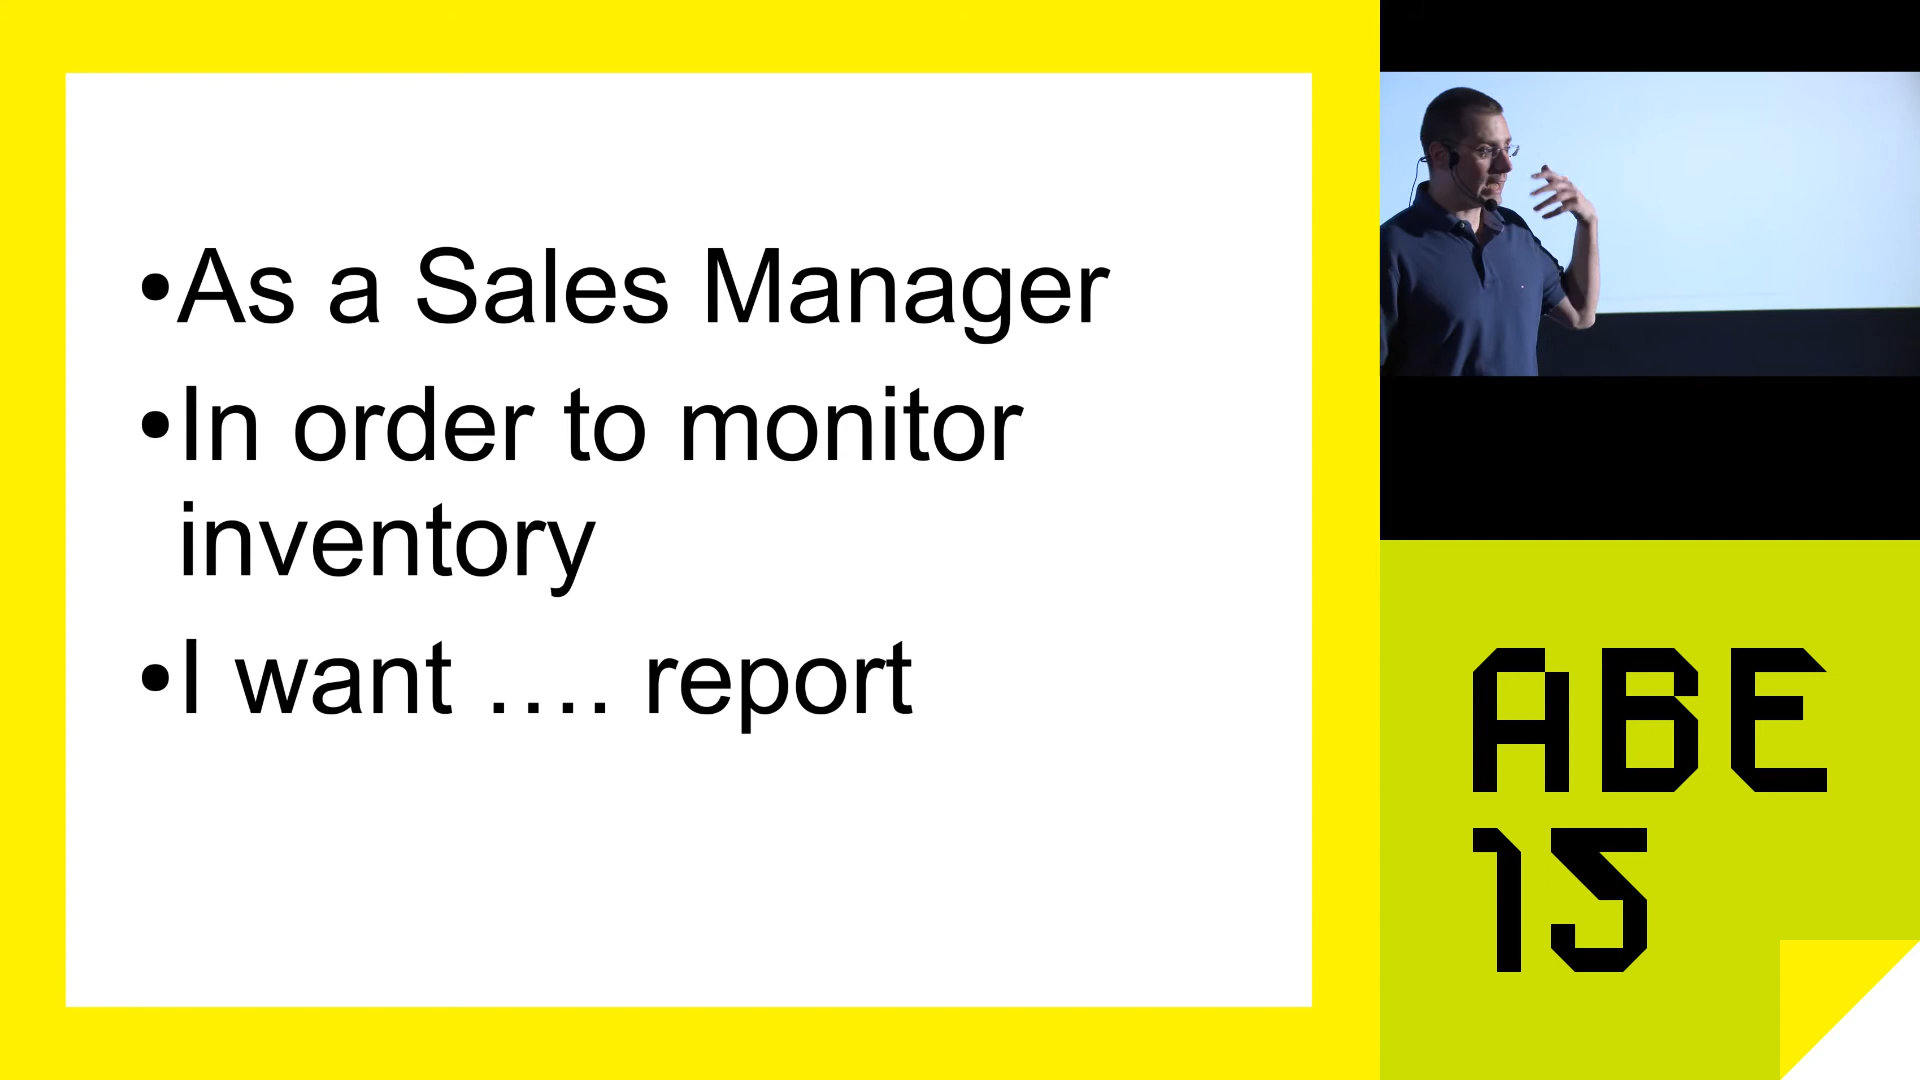 •As a Sales Manager
•In order to monitor
inventory
•I want …. report
ABE
15